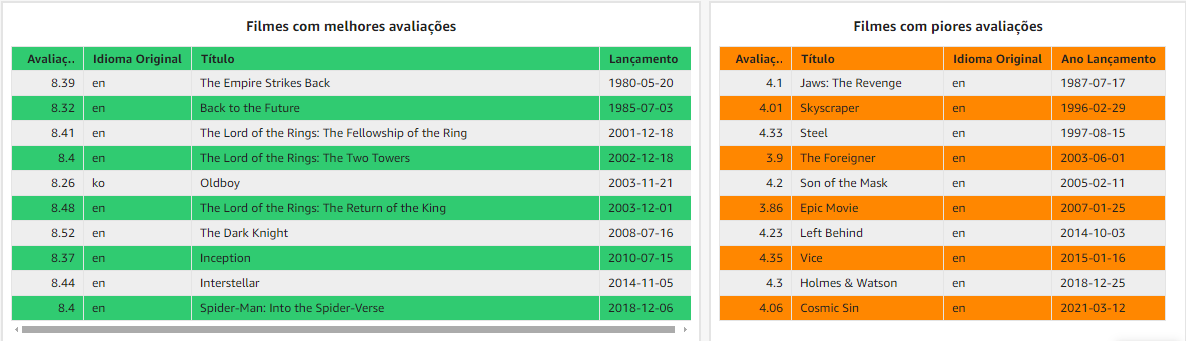 Filmes com melhores avaliações
Avaliaç.. Idioma Original Título Lançamento
8.39 en The Empire Strikes Back 1980-05-20
8.32 en Back to the Future 1985-07-03
8.41 en The Lord of the Rings: The Fellowship of the Ring 2001-12-18
8.4 en The Lord of the Rings: The Two Towers 2002-12-18
8.26 ko Oldboy 2003-11-21
8.48 en The Lord of the Rings: The Return of the King 2003-12-01
8.52 en The Dark Knight 2008-07-16
8.37 en Inception 2010-07-15
8.44 en Interstellar 2014-11-05
8.4 en Spider-Man: Into the Spider-Verse 2018-12-06
Filmes com piores avaliações
Avaliaç.. Título Idioma Original Ano Lançamento
4.1 Jaws: The Revenge en 1987-07-17
4.01 Skyscraper en 1996-02-29
4.33 Steel en 1997-08-15
3.9 The Foreigner en 2003-06-01
4.2 Son of the Mask en 2005-02-11
3.86 Epic Movie en 2007-01-25
4.23 Left Behind en 2014-10-03
4.35 Vice en 2015-01-16
4.3 Holmes & Watson en 2018-12-25
4.06 Cosmic Sin en 2021-03-12